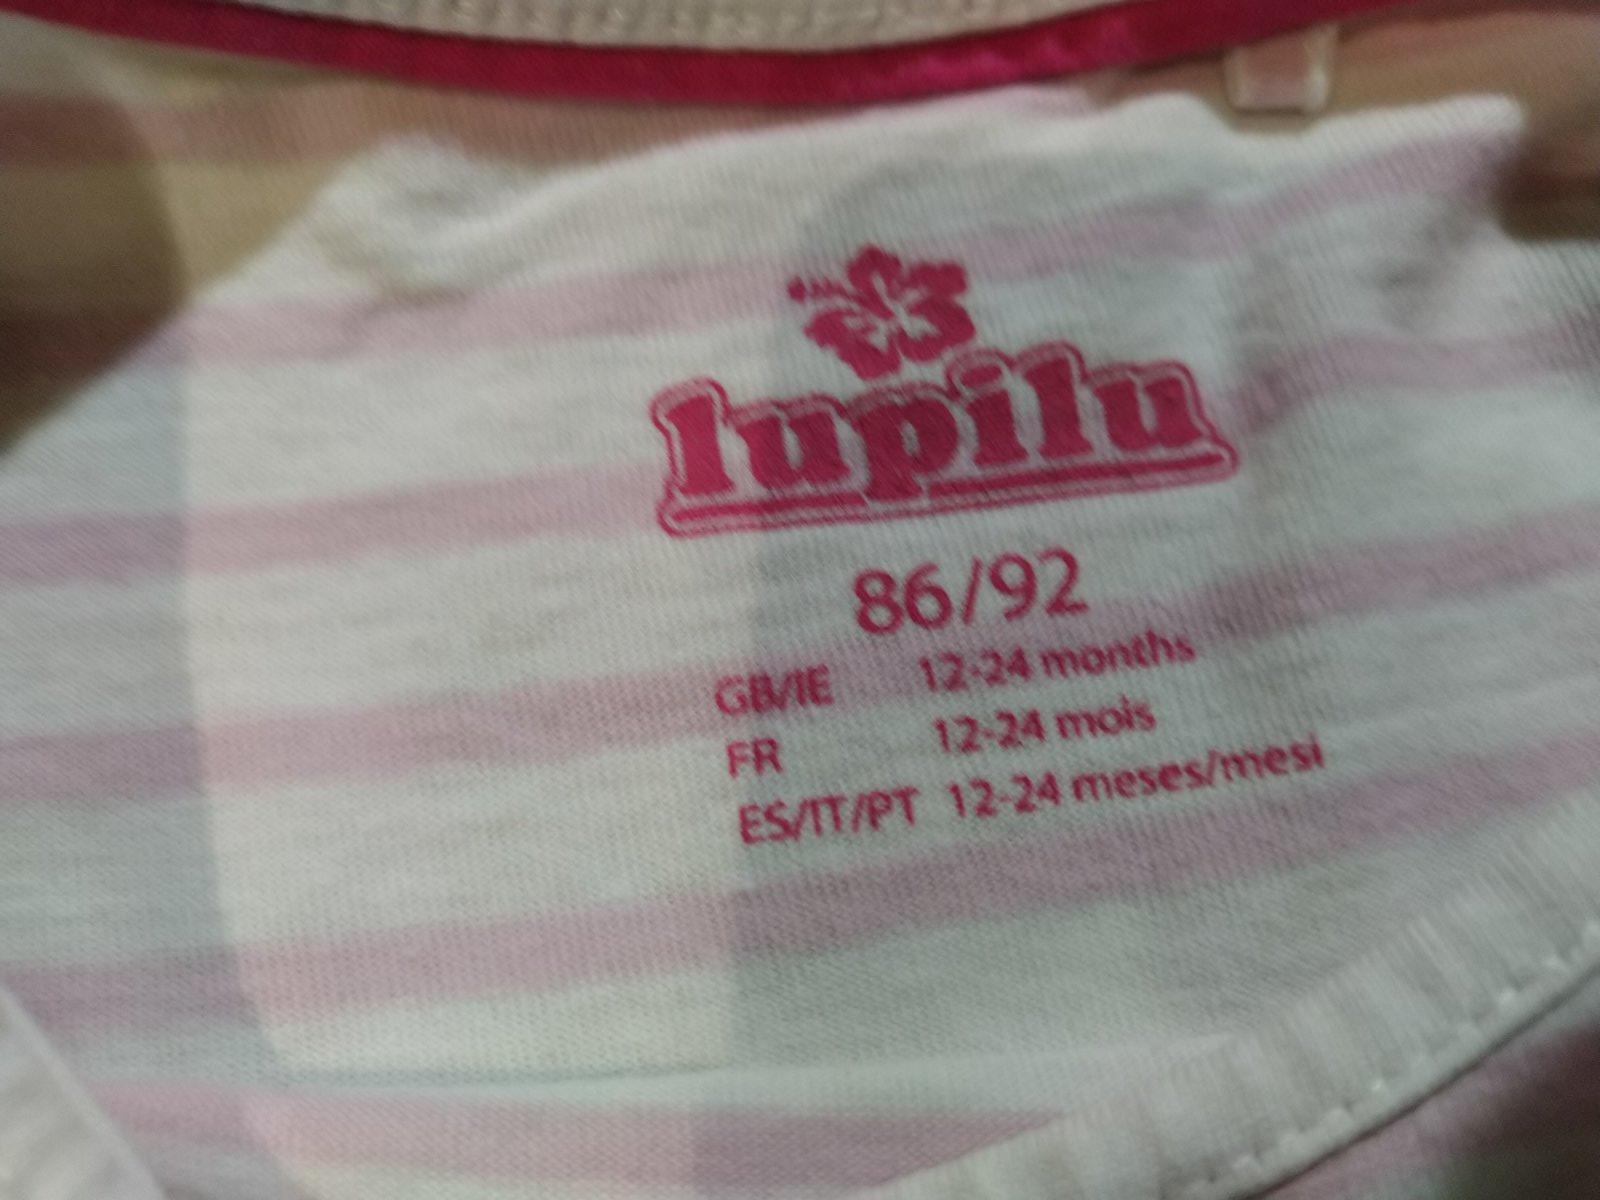 lupilu
86/92
GB/IE 12-24 months
FR 12-24 mois
ES/IT/PT 12-24 meses/mesi